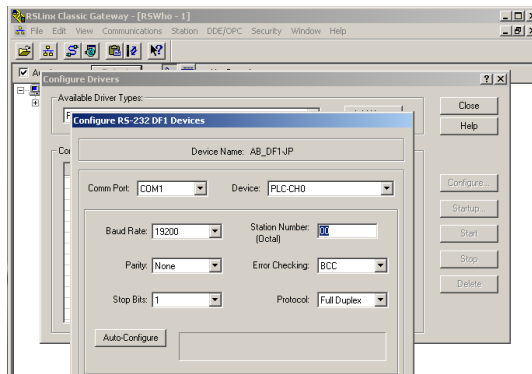 RSLinx Classic Gateway - [RSWho - 1]
File Edit View Communications Station DDE/OPC Security Window Help
Configure Drivers
Available Driver Types:
Close
Help
Configure RS-232 DF1 Devices
Device Name: AB_DF1-JP
Comm Port: COM1 Device: PLC-CH0
Configure...
Startup...
Baud Rate: 19200 Station Number: 00
(Octal)
Start
Parity: None Error Checking: BCC
Stop
Stop Bits: 1 Protocol: Full Duplex
Delete
Auto-Configure